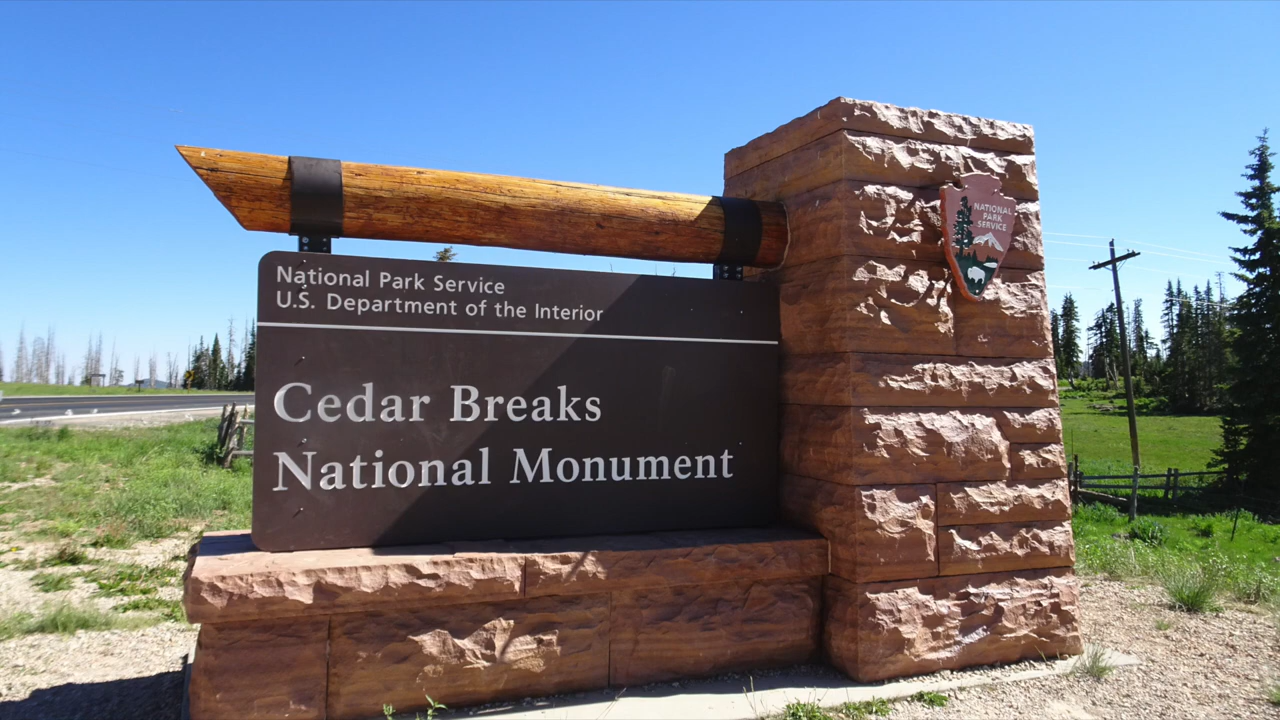 National Park Service
U.S. Department of the Interior
Cedar Breaks
National Monument
NATIONAL
PARK
SERVICE